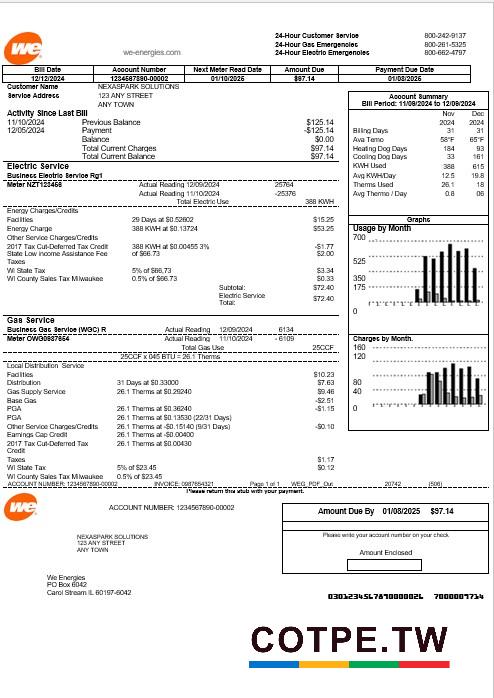 we
we-energies.com
24-Hour Customer Service 800-242-9137
24-Hour Gas Emergencies 800-261-5325
24-Hour Electric Emergencies 800-662-4797
Bill Date Account Number Next Meter Read Date Amount Due Payment Due Date
12/12/2024 1234567890-00002 01/10/2025 $97.14 01/08/2025
Customer Name NEXASPARK SOLUTIONS
Service Address 123 ANY STREET
ANY TOWN
Activity Since Last Bill
11/10/2024 Previous Balance $125.14
12/05/2024 Payment -$125.14
Balance $0.00
Total Current Charges $97.14
Total Current Balance $97.14
Electric Service
Business Electric Service Rg1
Meter NZT123468 Actual Reading 12/09/2024 25764
Actual Reading 11/10/2024 -25376
Total Electric Use 388 KWH
Energy Charges/Credits
Facilities 29 Days at $0.52602 $15.25
Energy Charge 388 KWH at $0.13724 $53.25
Other Service Charges/Credits
2017 Tax Cut-Deferred Tax Credit 388 KWH at $0.00455 3% -$1.77
State Low income Assistance Fee of $66.73 $2.00
Taxes
WI State Tax 5% of $66,73 $3.34
WI County Sales Tax Milwaukee 0.5% of $66.73 $0.33
Subtotal: $72.40
Electric Service Total: $72.40
Gas Service
Business Gas Service (WGC) R Actual Reading 12/09/2024 6134
Meter OWG0987654 Actual Reading 11/10/2024 - 6109
Total Gas Use 25CCF
25CCF x 045 BTU = 26.1 Therms
Local Distribution Service
Facilities $10.23
Distribution 31 Days at $0.33000 $7.63
Gas Supply Service 26.1 Therms at $0.29240 $9.46
Base Gas -$2.51
PGA 26.1 Therms at $0.36240 -$1.15
PGA 26.1 Therms at $0.13530 (22/31 Days)
Other Service Charges/Credits 26.1 Therms at -$0.15140 (9/31 Days) -$0.10
Earnings Cap Credit 26.1 Therms at -$0.00400
2017 Tax Cut-Deferred Tax 26.1 Therms at $0.00430
Credit
Taxes $1.17
WI State Tax 5% of $23.45 $0.12
WI County Sales Tax Milwaukee 0.5% of $23.45
Account Summary
Bill Period: 11/09/2024 to 12/09/2024
Nov Dec
2024 2024
Billing Days 31 31
Ava Temo 58°F 65°F
Heating Dog Days 184 93
Cooling Dog Days 33 161
KWH Used 388 615
Avg KWH/Day 12.5 19.8
Therms Used 26.1 18
Avg Thermo / Day 0.8 06
Graphs
Usage by Month
700
525
350
175
0
Charges by Month.
160
120
80
40
0
ACCOUNT NUMBER: 1234567890-00002 INVOICE: 0987654321 Page 1 of 1 WEG_PDF_Out 20742 (506)
Please return this stub with your payment.
we
ACCOUNT NUMBER: 1234567890-00002
Amount Due By 01/08/2025 $97.14
Please write your account number on your check
Amount Enclosed
NEXASPARK SOLUTIONS
123 ANY STREET
ANY TOWN
We Energies
PO Box 6042
Carol Stream IL 60197-6042
COTPE.TW